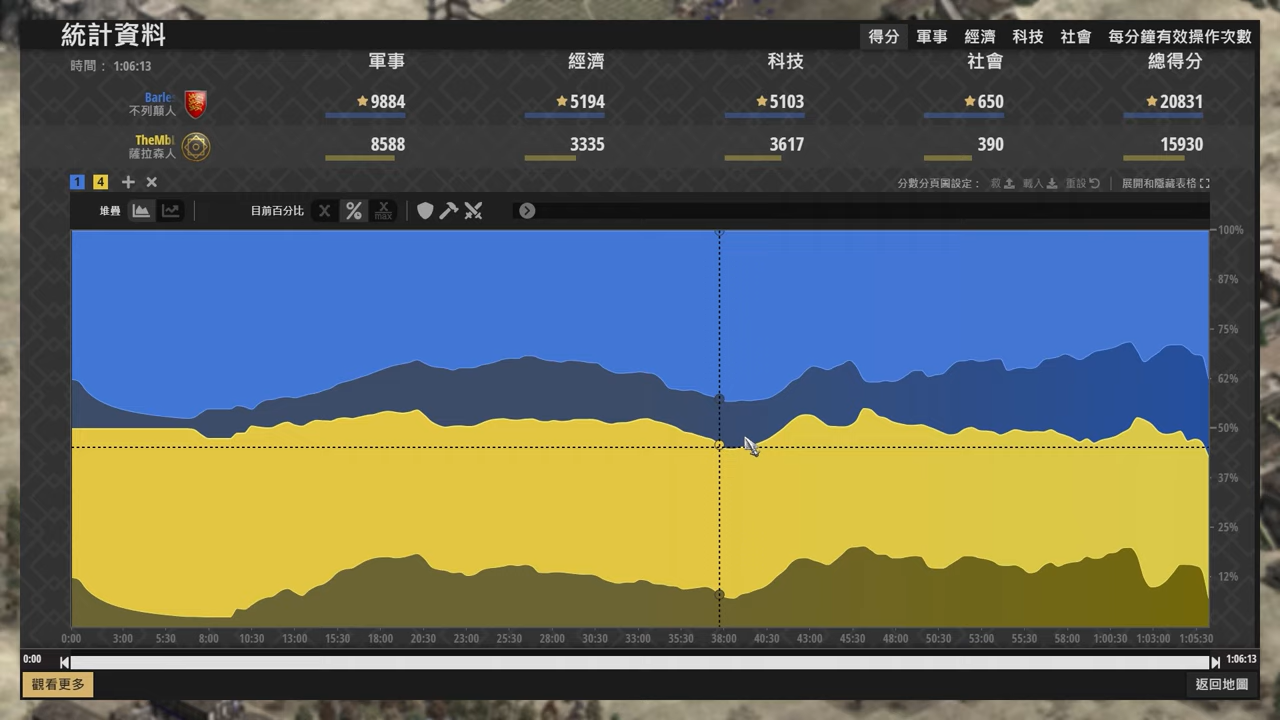 統計資料
得分 軍事 經濟 科技 社會 每分鐘有效操作次數
時間： 1:06:13
軍事 經濟 科技 社會 總得分
Barle
不列顛人
9884 5194 5103 650 20831
TheMb
薩拉森人
8588 3335 3617 390 15930
1 4
分數分頁圖設定： 載入 重設 展開和隱藏表格
堆疊 目前百分比 X % X max
100%
87%
75%
62%
50%
37%
25%
12%
0:00 3:00 5:30 8:00 10:30 13:00 15:30 18:00 20:30 23:00 25:30 28:00 30:30 33:00 35:30 38:00 40:30 43:00 45:30 48:00 50:30 53:00 55:30 58:00 1:00:30 1:03:00 1:05:30
0:00 1:06:13
觀看更多 返回地圖